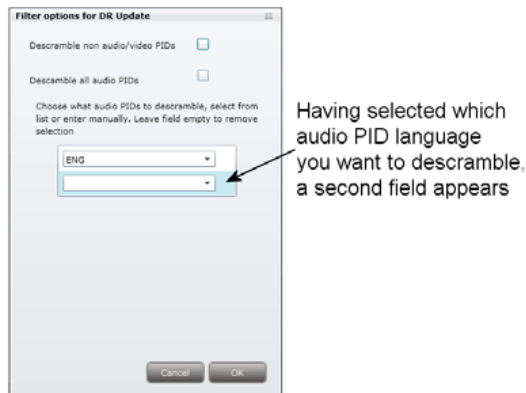 Filter options for DR Update
Descramble non audio/video PIDs
Descamble all audio PIDs
Choose what audio PIDs to descramble, select from
list or enter manually. Leave field empty to remove
selection
ENG
Cancel
OK
Having selected which
audio PID language
you want to descramble,
a second field appears